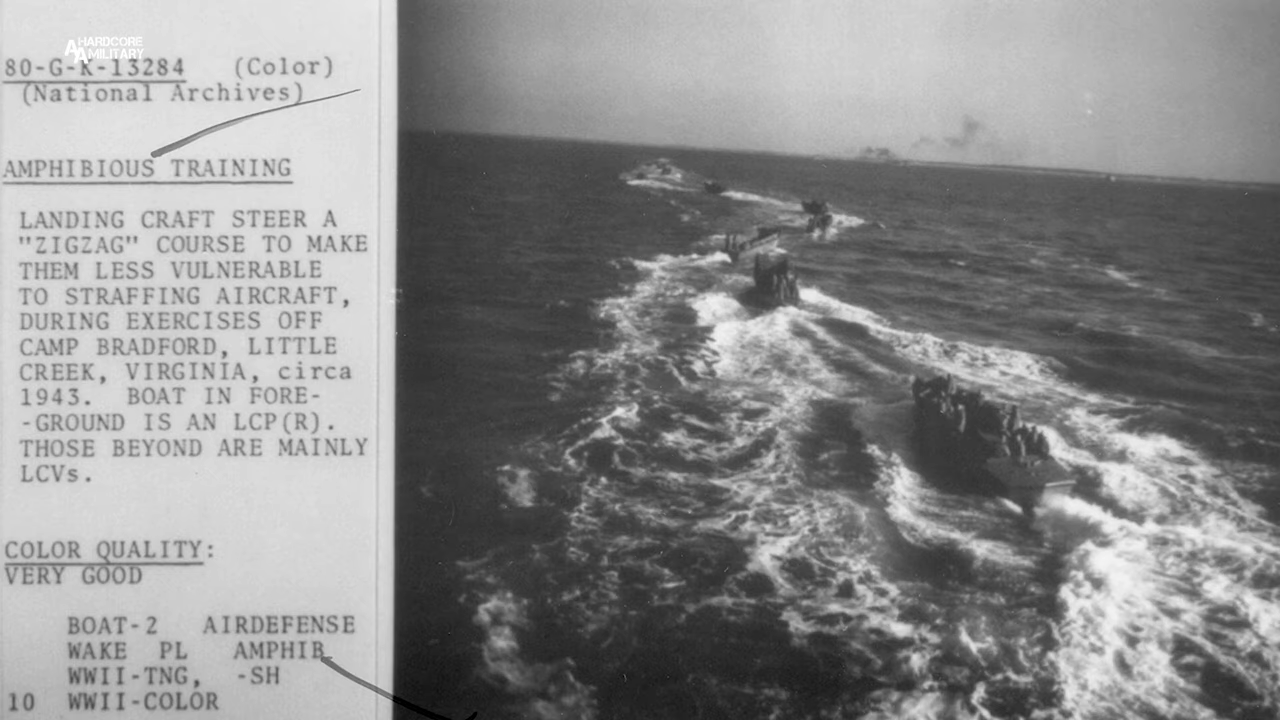 HARDCORE
AA MILITARY
80-G-K-13284 (Color)
(National Archives)
AMPHIBIOUS TRAINING
LANDING CRAFT STEER A
"ZIGZAG" COURSE TO MAKE
THEM LESS VULNERABLE
TO STRAFFING AIRCRAFT,
DURING EXERCISES OFF
CAMP BRADFORD, LITTLE
CREEK, VIRGINIA, circa
1943. BOAT IN FORE-
-GROUND IS AN LCP(R).
THOSE BEYOND ARE MAINLY
LCVs.
COLOR QUALITY:
VERY GOOD
BOAT-2 AIRDEFENSE
WAKE PL AMPHIB
WWII-TNG, -SH
10 WWII-COLOR